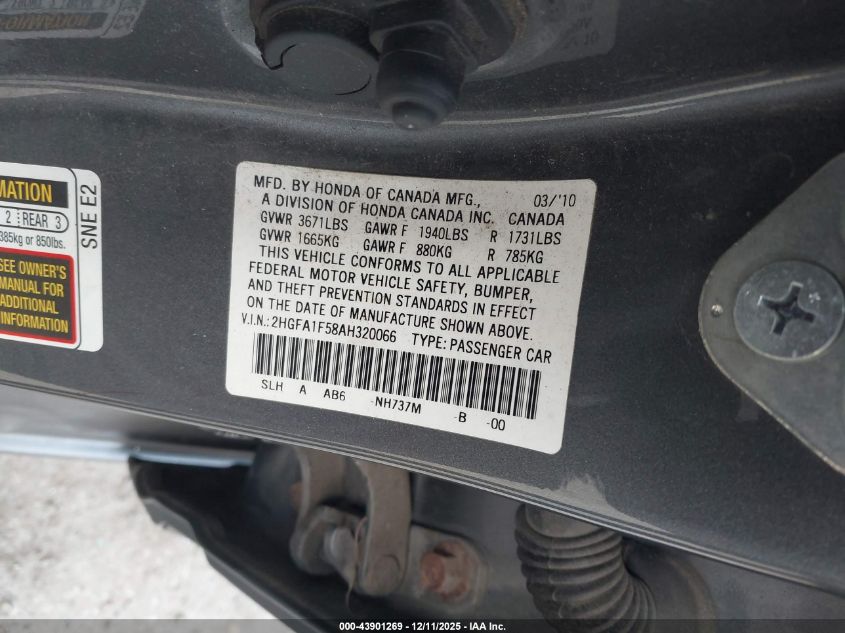 MATION
2 REAR 3
385kg or 850lbs.
SEE OWNER'S
MANUAL FOR
ADDITIONAL
INFORMATION
SNE E2
MFD. BY HONDA OF CANADA MFG., 03/'10
A DIVISION OF HONDA CANADA INC. CANADA
GVWR 3671LBS GAWR F 1940LBS R 1731LBS
GVWR 1665KG GAWR F 880KG R 785KG
THIS VEHICLE CONFORMS TO ALL APPLICABLE
FEDERAL MOTOR VEHICLE SAFETY, BUMPER,
AND THEFT PREVENTION STANDARDS IN EFFECT
ON THE DATE OF MANUFACTURE SHOWN ABOVE.
V.I.N.: 2HGFA1F58AH320066 TYPE: PASSENGER CAR
SLH A AB6 -NH737M -B -00
000-43901269 - 12/11/2025 - IAA Inc.